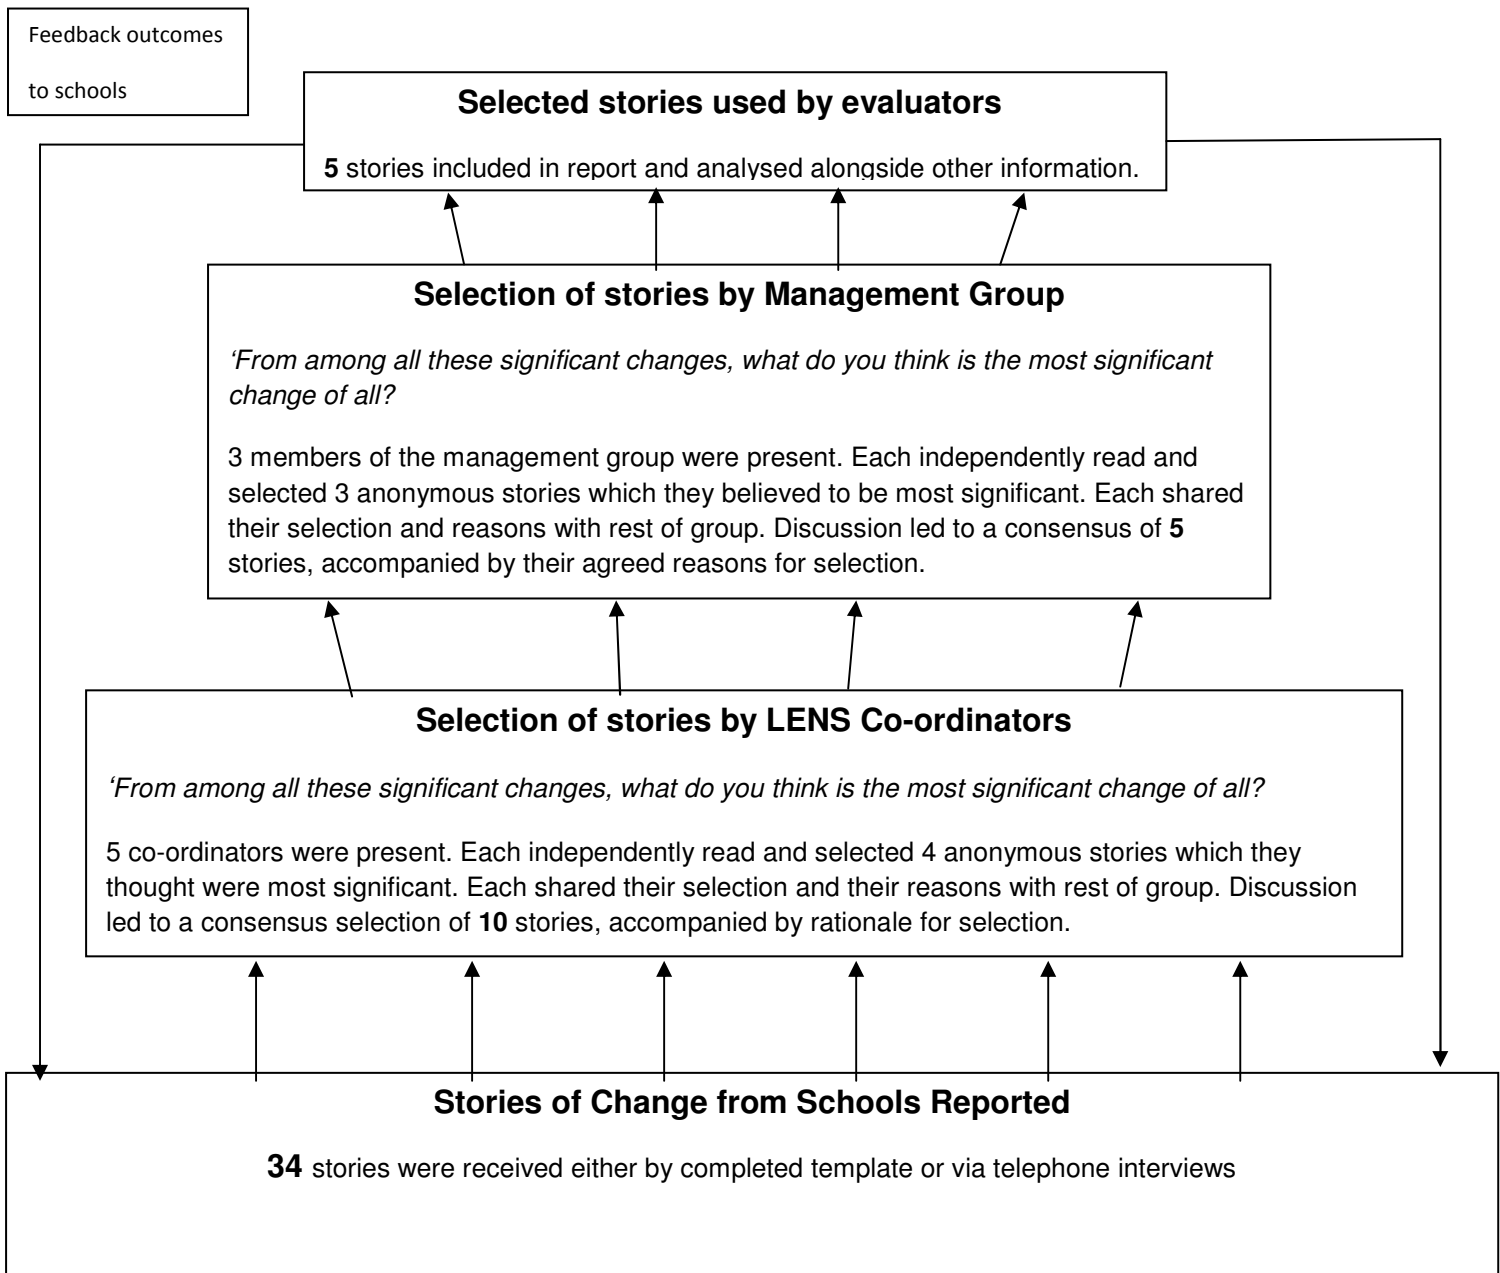 Feedback outcomes
to schools
Selected stories used by evaluators
5 stories included in report and analysed alongside other information.
Selection of stories by Management Group
‘From among all these significant changes, what do you think is the most significant
change of all?
3 members of the management group were present. Each independently read and
selected 3 anonymous stories which they believed to be most significant. Each shared
their selection and reasons with rest of group. Discussion led to a consensus of 5
stories, accompanied by their agreed reasons for selection.
Selection of stories by LENS Co-ordinators
‘From among all these significant changes, what do you think is the most significant change of all?
5 co-ordinators were present. Each independently read and selected 4 anonymous stories which they
thought were most significant. Each shared their selection and their reasons with rest of group. Discussion
led to a consensus selection of 10 stories, accompanied by rationale for selection.
Stories of Change from Schools Reported
34 stories were received either by completed template or via telephone interviews